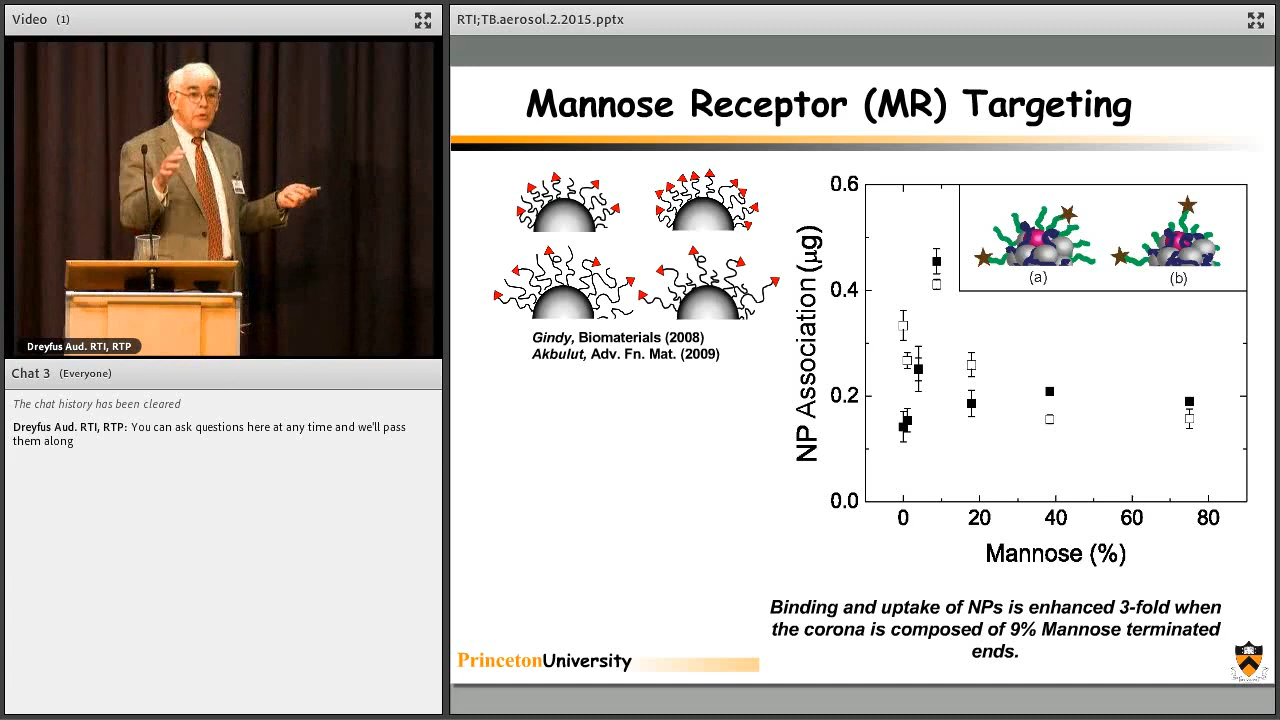 Video (1)
Dreyfus Aud. RTI, RTP
Chat 3 (Everyone)
The chat history has been cleared
Dreyfus Aud. RTI, RTP: You can ask questions here at any time and we'll pass
them along
RTI;TB.aerosol.2.2015.pptx
Mannose Receptor (MR) Targeting
Gindy, Biomaterials (2008)
Akbulut, Adv. Fn. Mat. (2009)
NP Association (µg)
0.6
0.4
0.2
0.0
(a)
(b)
0 20 40 60 80
Mannose (%)
Binding and uptake of NPs is enhanced 3-fold when
the corona is composed of 9% Mannose terminated
ends.
PrincetonUniversity